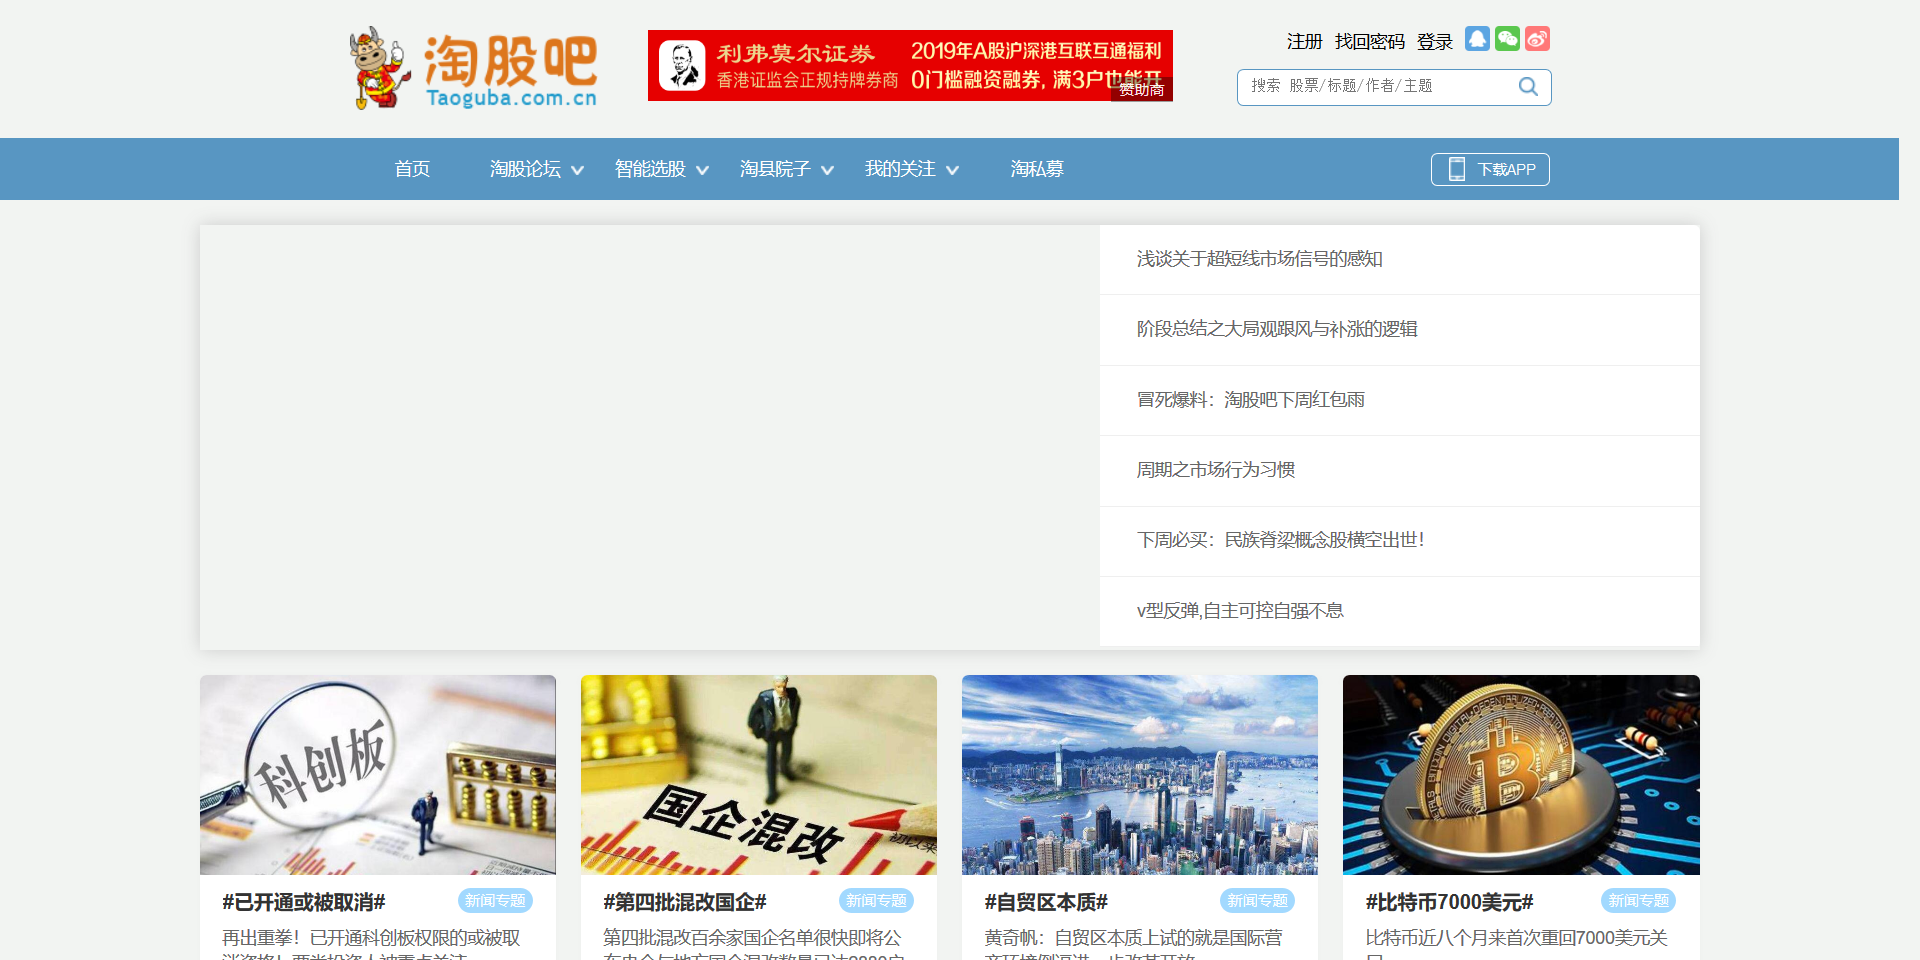 淘股吧
Taoguba.com.cn
利弗莫尔证券
香港证监会正规持牌券商
2019年A股沪深港互联互通福利
0门槛融资融券, 满3户也能开
赞助商
注册 找回密码 登录
搜索 股票/标题/作者/主题
首页 淘股论坛 智能选股 淘县院子 我的关注 淘私募 下载APP
浅谈关于超短线市场信号的感知
阶段总结之大局观跟风与补涨的逻辑
冒死爆料：淘股吧下周红包雨
周期之市场行为习惯
下周必买：民族脊梁概念股横空出世！
v型反弹,自主可控自强不息
科创板
国企混改
#已开通或被取消# 新闻专题
再出重拳！已开通科创板权限的或被取
#第四批混改国企# 新闻专题
第四批混改百余家国企名单很快即将公
#自贸区本质# 新闻专题
黄奇帆：自贸区本质上试的就是国际营
#比特币7000美元# 新闻专题
比特币近八个月来首次重回7000美元关